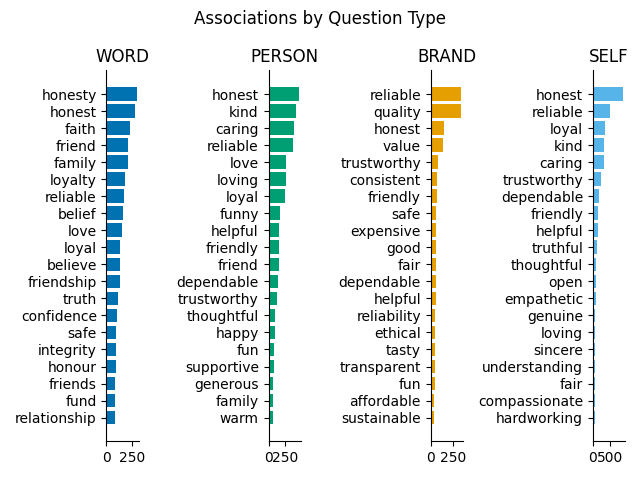 Associations by Question Type
WORD
honesty
honest
faith
friend
family
loyalty
reliable
belief
love
loyal
believe
friendship
truth
confidence
safe
integrity
honour
friends
fund
relationship
0 250
PERSON
honest
kind
caring
reliable
love
loving
loyal
funny
helpful
friendly
friend
dependable
trustworthy
thoughtful
happy
fun
supportive
generous
family
warm
0 250
BRAND
reliable
quality
honest
value
trustworthy
consistent
friendly
safe
expensive
good
fair
dependable
helpful
reliability
ethical
tasty
transparent
fun
affordable
sustainable
0 250
SELF
honest
reliable
loyal
kind
caring
trustworthy
dependable
friendly
helpful
truthful
thoughtful
open
empathetic
genuine
loving
sincere
understanding
fair
compassionate
hardworking
0 500